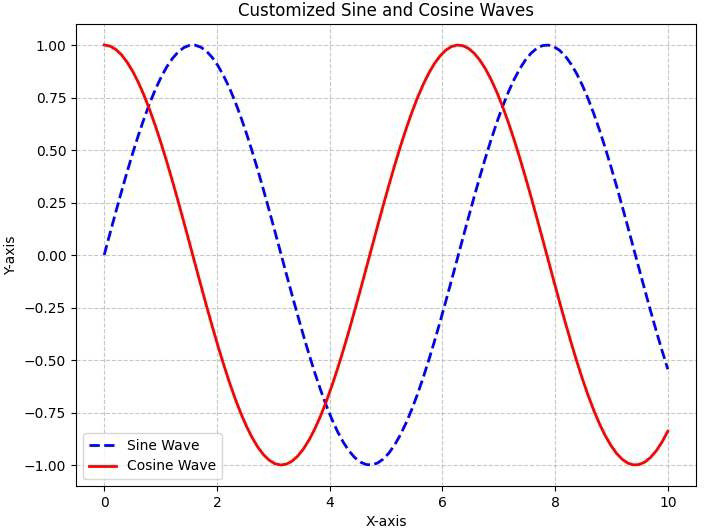 Customized Sine and Cosine Waves
1.00
0.75
0.50
0.25
0.00
−0.25
−0.50
−0.75
−1.00
Y-axis
Sine Wave
Cosine Wave
0 2 4 6 8 10
X-axis